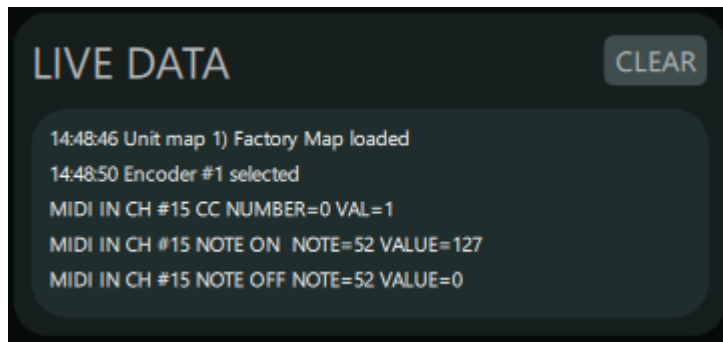 LIVE DATA
CLEAR
14:48:46 Unit map 1) Factory Map loaded
14:48:50 Encoder #1 selected
MIDI IN CH #15 CC NUMBER=0 VAL=1
MIDI IN CH #15 NOTE ON  NOTE=52 VALUE=127
MIDI IN CH #15 NOTE OFF NOTE=52 VALUE=0